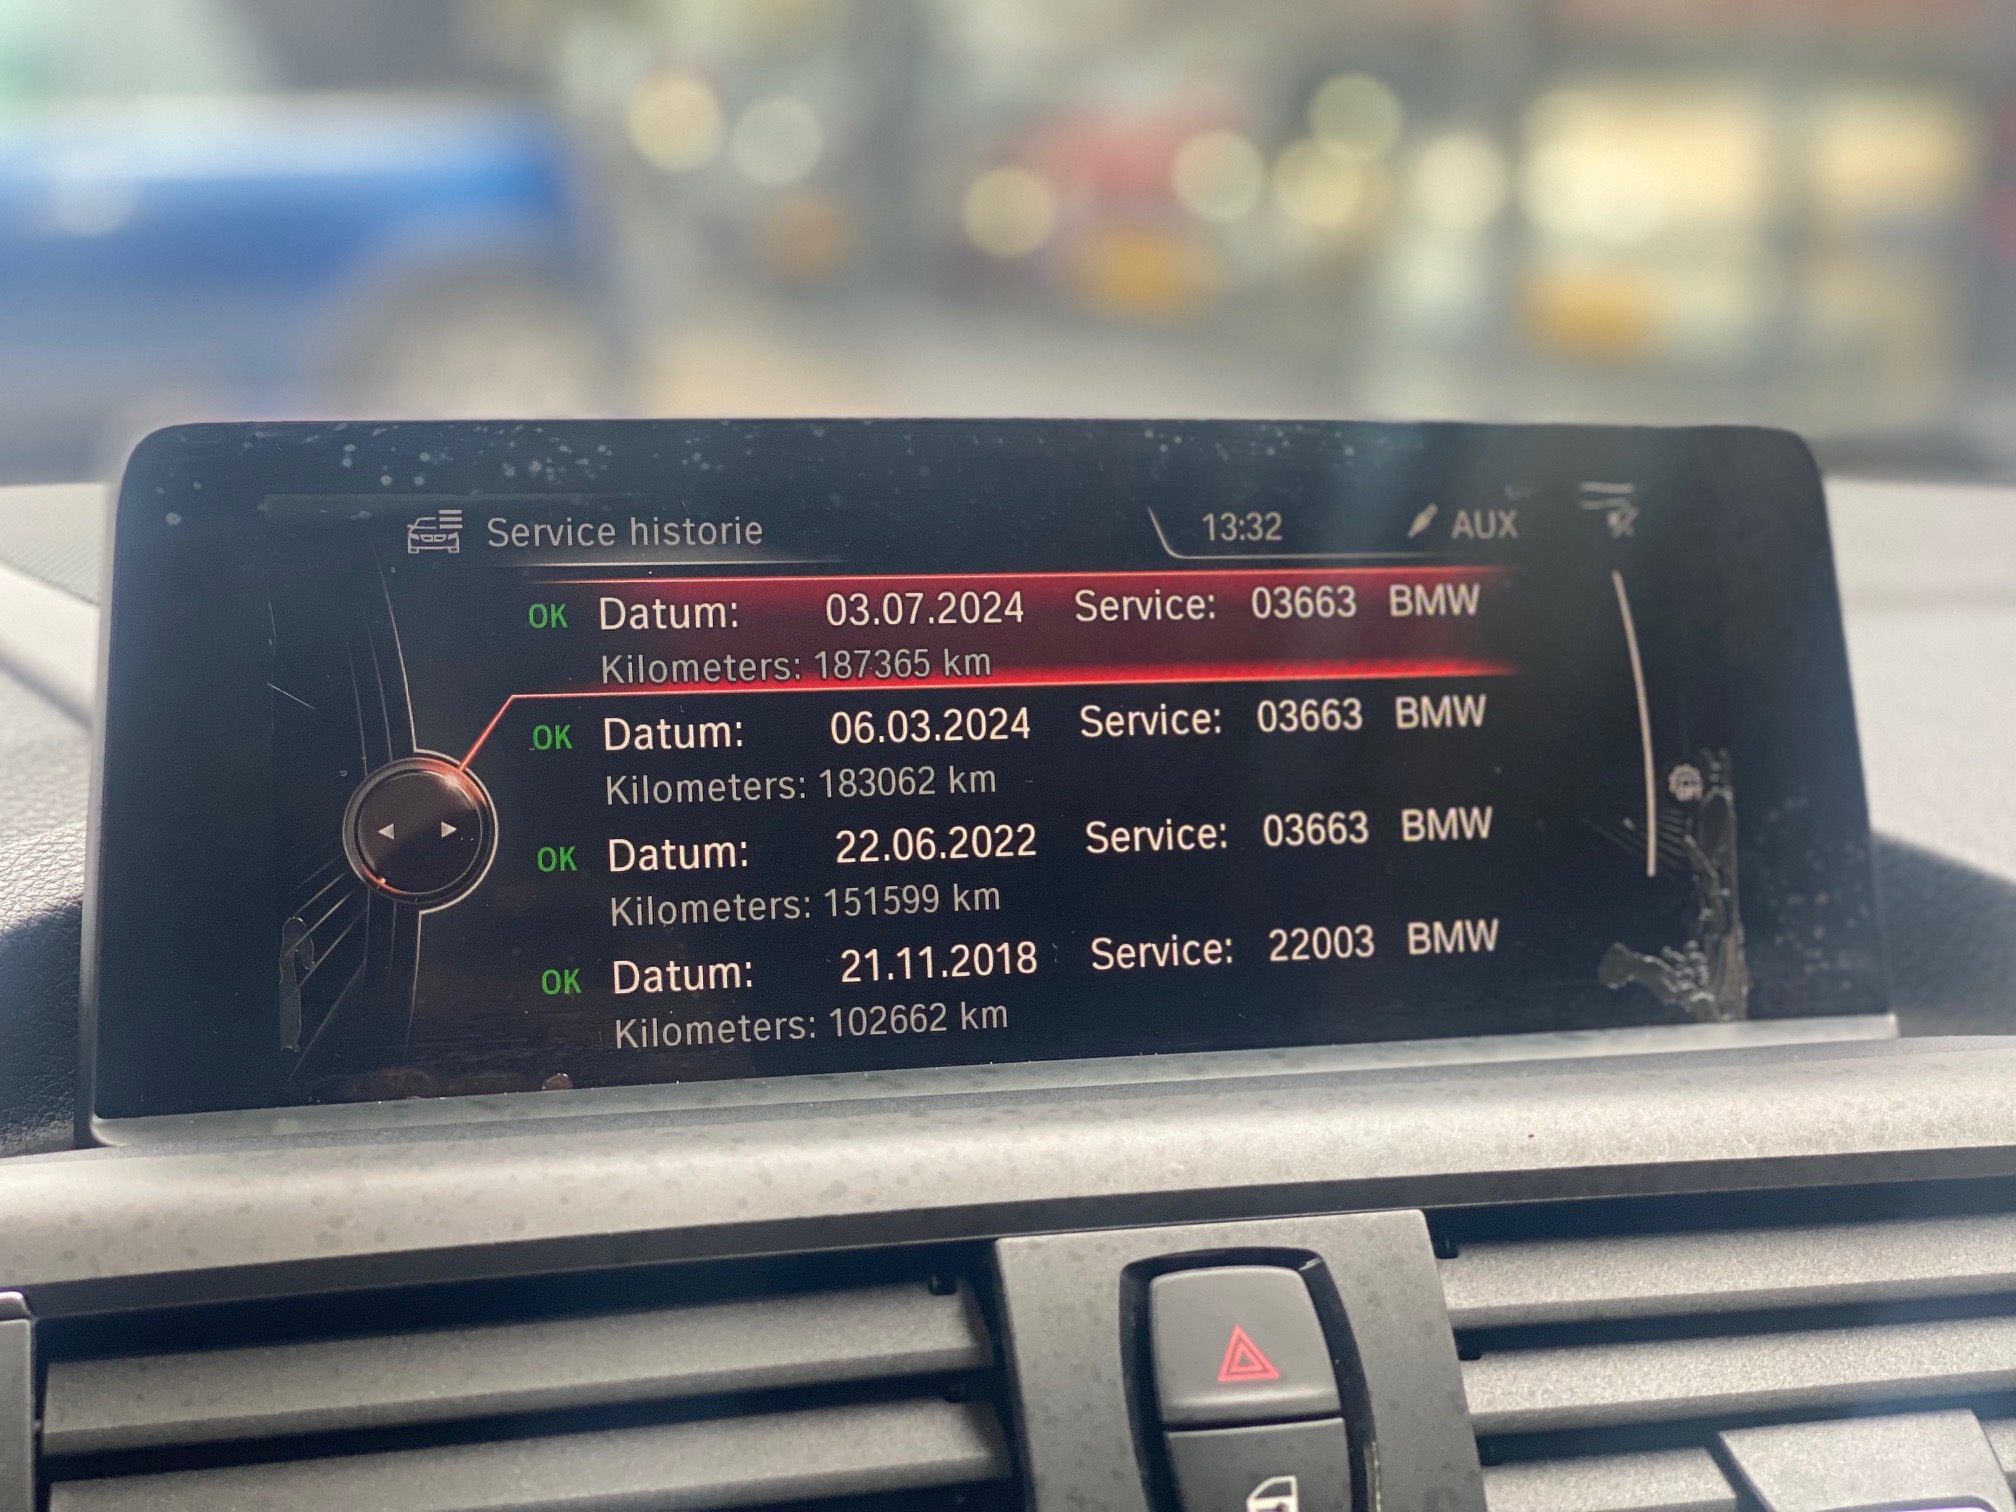 Service historie 13:32 AUX
OK Datum: 03.07.2024 Service: 03663 BMW
Kilometers: 187365 km
OK Datum: 06.03.2024 Service: 03663 BMW
Kilometers: 183062 km
OK Datum: 22.06.2022 Service: 03663 BMW
Kilometers: 151599 km
OK Datum: 21.11.2018 Service: 22003 BMW
Kilometers: 102662 km